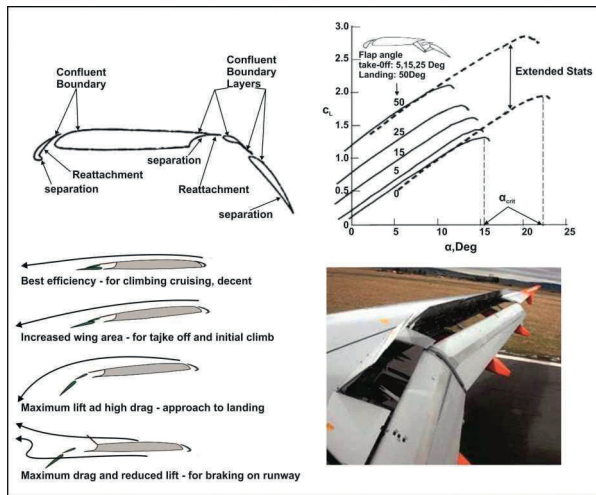 Confluent
Boundary
Confluent
Boundary
Layers
separation
Reattachment
Reattachment
separation
separation
3.0
2.5
2.0
1.5
1.0
0.5
0
CL
Flap angle
take-0ff: 5,15,25 Deg
Landing: 50Deg
Extended Stats
50
25
15
5
0
αcrit
0 5 10 15 20 25
α,Deg
Best efficiency - for climbing cruising, decent
Increased wing area - for tajke off and initial climb
Maximum lift ad high drag - approach to landing
Maximum drag and reduced lift - for braking on runway